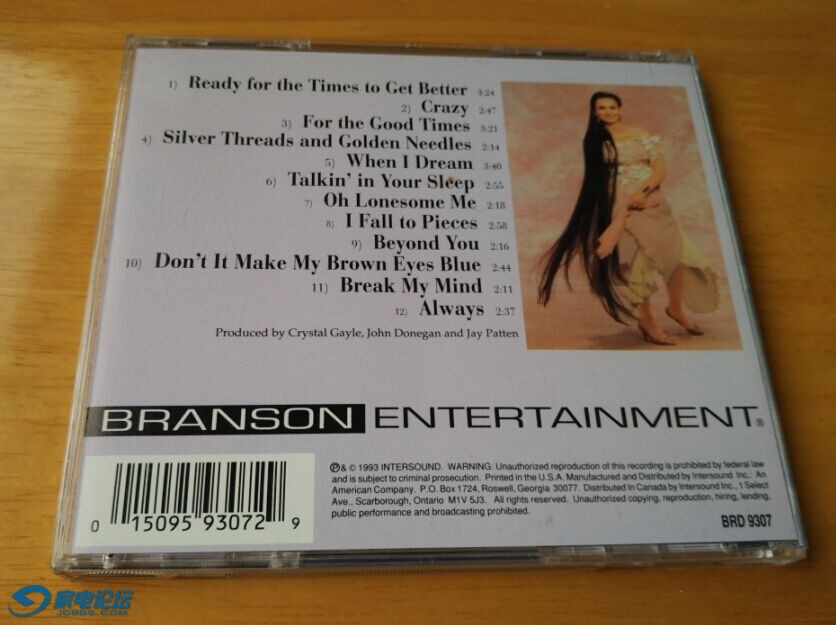 1) Ready for the Times to Get Better 3:24
2) Crazy 2:47
3) For the Good Times 3:21
4) Silver Threads and Golden Needles 2:14
5) When I Dream 3:40
6) Talkin' in Your Sleep 2:55
7) Oh Lonesome Me 2:18
8) I Fall to Pieces 2:58
9) Beyond You 2:16
10) Don't It Make My Brown Eyes Blue 2:44
11) Break My Mind 2:11
12) Always 2:37
Produced by Crystal Gayle, John Donegan and Jay Patten
BRANSON ENTERTAINMENT®
℗ & © 1993 INTERSOUND. WARNING: Unauthorized reproduction of this recording is prohibited by federal law
and is subject to criminal prosecution. Printed in the U.S.A. Manufactured and Distributed by Intersound Inc.: An
American Company. P.O. Box 1724, Roswell, Georgia 30077. Distributed In Canada by Intersound Inc., 1 Select
Ave., Scarborough, Ontario M1V 5J3. All rights reserved. Unauthorized copying, reproduction, hiring, lending,
public performance and broadcasting prohibited.
BRD 9307
0 15095 93072 9
家电论坛
JDBBS.COM